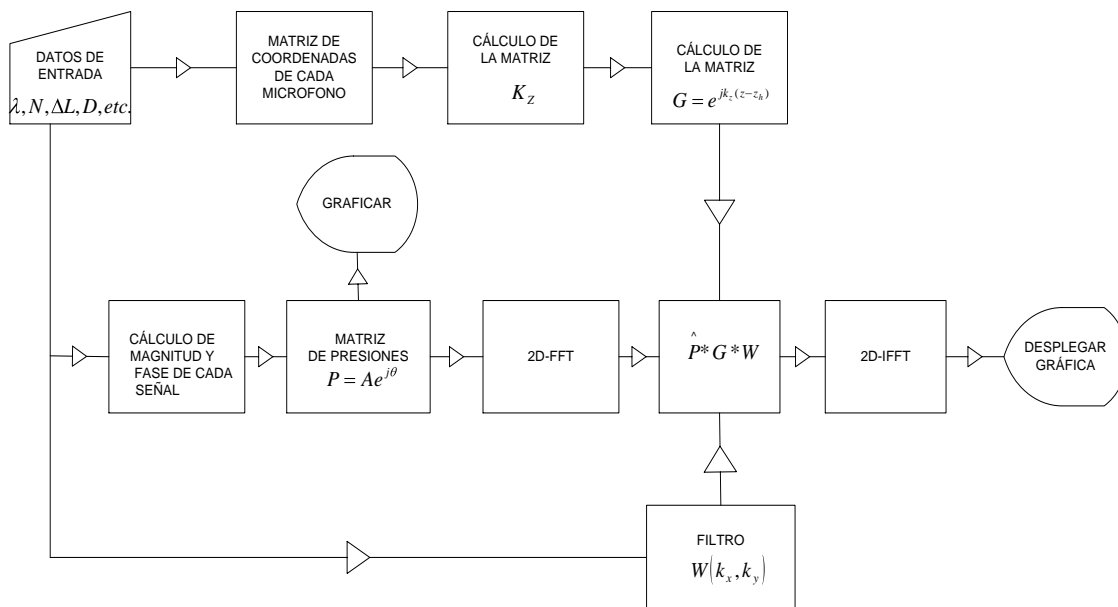 DATOS DE
ENTRADA
λ, N, ΔL, D, etc.
MATRIZ DE
COORDENADAS
DE CADA
MICROFONO
CÁLCULO DE
LA MATRIZ
K_Z
CÁLCULO DE
LA MATRIZ
G = e^{jk_z(z-z_h)}
GRAFICAR
CÁLCULO DE
MAGNITUD Y
FASE DE CADA
SEÑAL
MATRIZ
DE PRESIONES
P = Ae^{jθ}
2D-FFT
P̂ * G * W
2D-IFFT
DESPLEGAR
GRÁFICA
FILTRO
W(k_x, k_y)